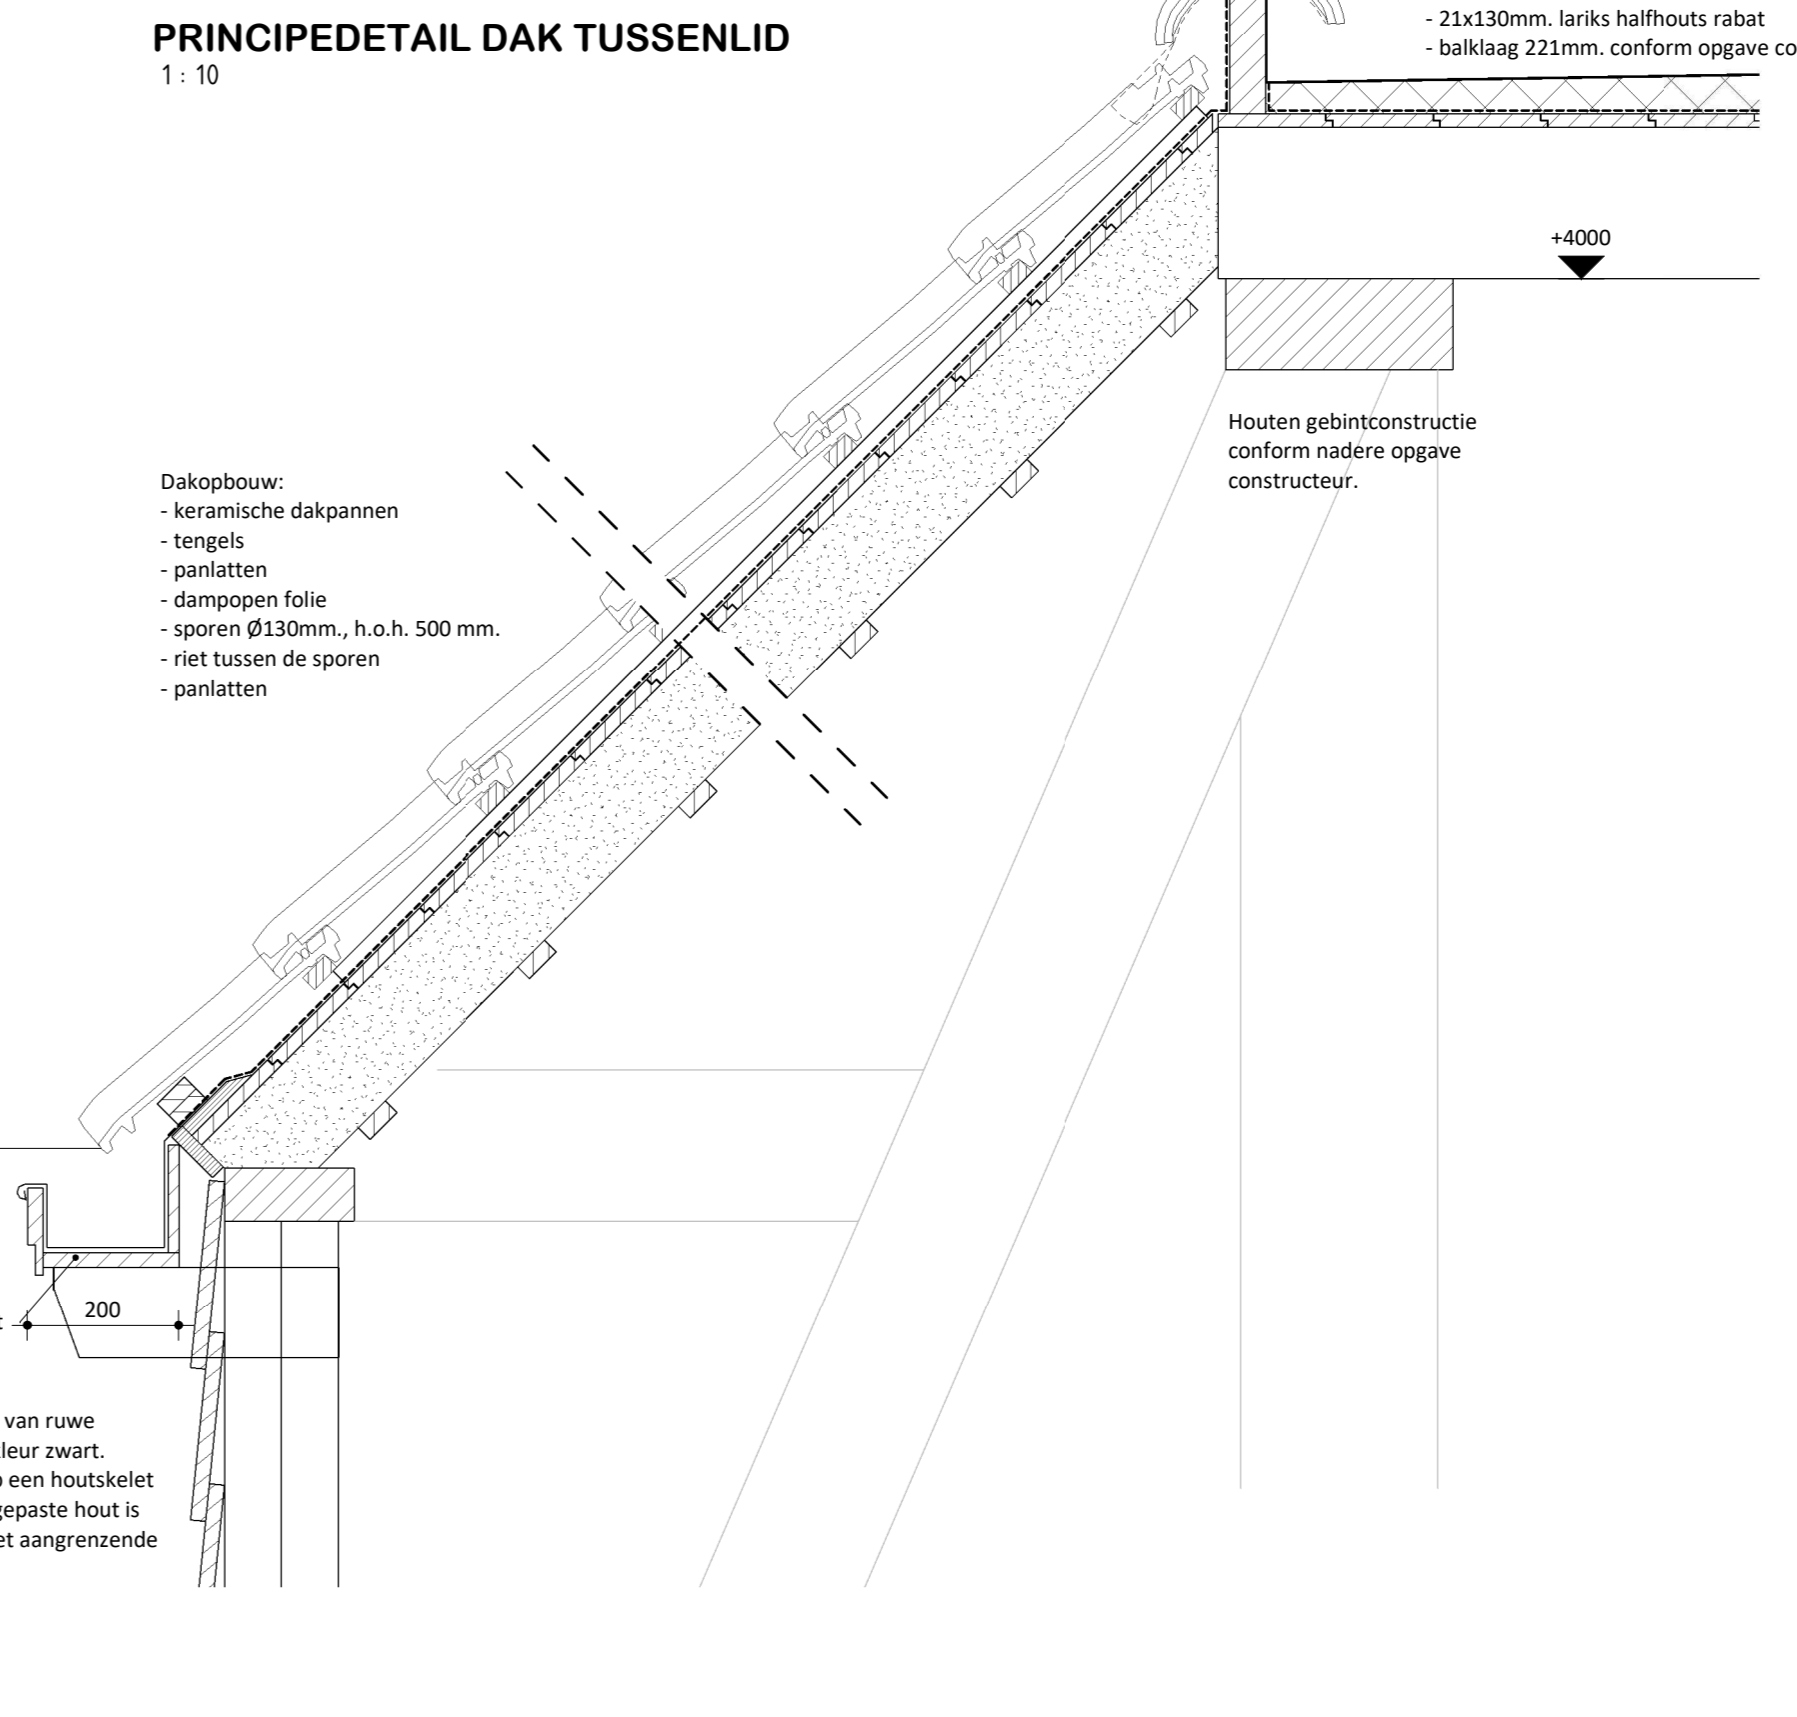 PRINCIPEDETAIL DAK TUSSENLID
1 : 10
- 21x130mm. lariks halfhouts rabat
- balklaag 221mm. conform opgave co
+4000
Houten gebintconstructie
conform nadere opgave
constructeur.
Dakopbouw:
- keramische dakpannen
- tengels
- panlatten
- dampopen folie
- sporen Ø130mm., h.o.h. 500 mm.
- riet tussen de sporen
- panlatten
200
van ruwe
leur zwart.
een houtskelet
gepaste hout is
et aangrenzende